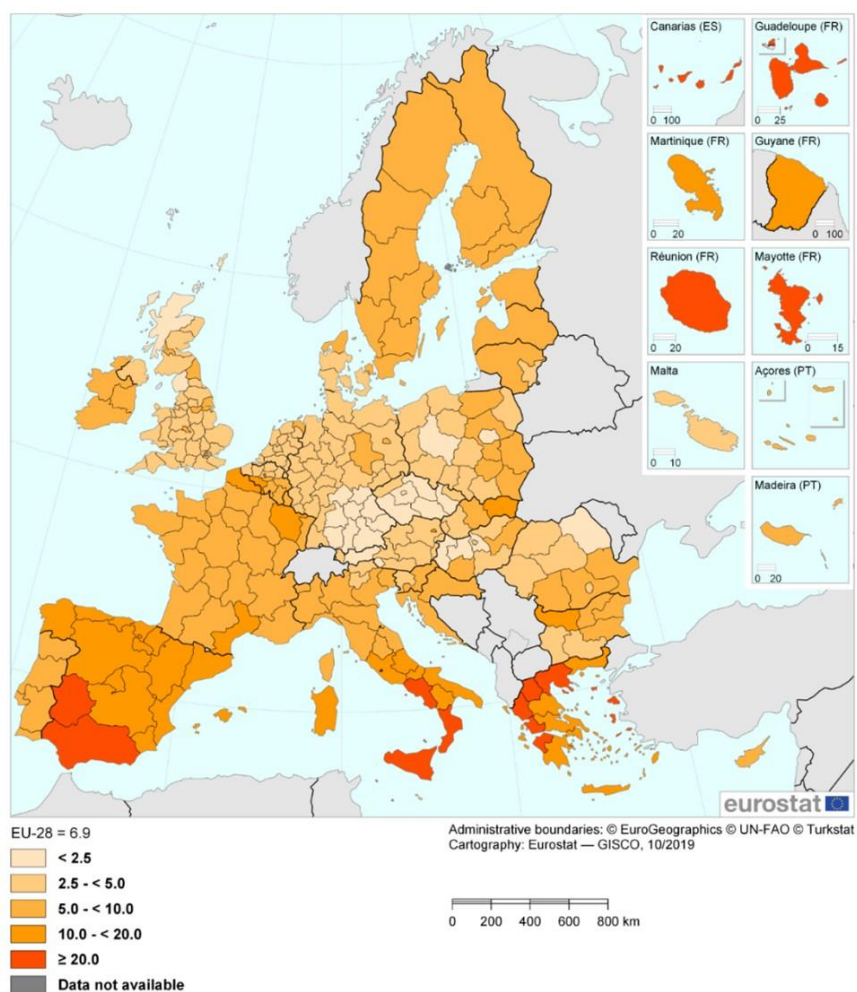 Canarias (ES)
0 100
Guadeloupe (FR)
0 25
Martinique (FR)
0 20
Guyane (FR)
0 100
Réunion (FR)
0 20
Mayotte (FR)
0 15
Malta
0 10
Açores (PT)
0 50
Madeira (PT)
0 20
eurostat
EU-28 = 6.9
< 2.5
2.5 - < 5.0
5.0 - < 10.0
10.0 - < 20.0
≥ 20.0
Data not available
Administrative boundaries: © EuroGeographics © UN-FAO © Turkstat
Cartography: Eurostat — GISCO, 10/2019
0 200 400 600 800 km